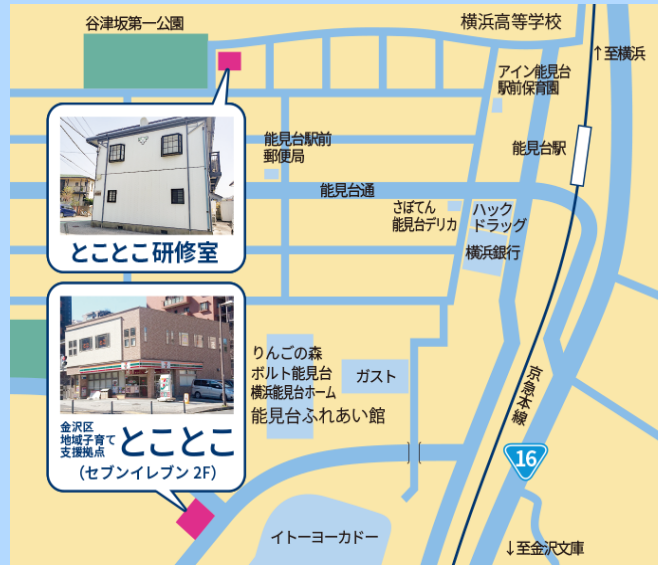 谷津坂第一公園
横浜高等学校
↑至横浜
アイン能見台
駅前保育園
能見台駅前
郵便局
能見台駅
能見台通
さぼてん
能見台デリカ
ハック
ドラッグ
横浜銀行
とことこ研修室
りんごの森
ポルト能見台
横浜能見台ホーム
能見台ふれあい館
ガスト
京急本線
金沢区
地域子育て
支援拠点
とことこ
(セブンイレブン 2F)
16
イトーヨーカドー
↓至金沢文庫